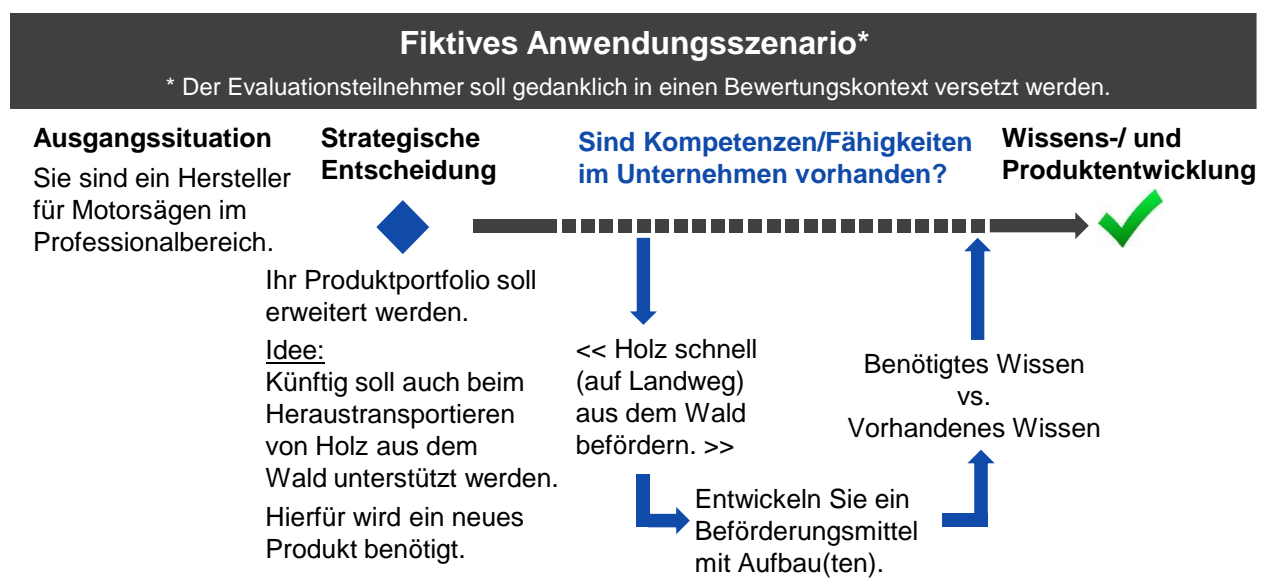 Fiktives Anwendungsszenario*
* Der Evaluationsteilnehmer soll gedanklich in einen Bewertungskontext versetzt werden.
Ausgangssituation
Sie sind ein Hersteller
für Motorsägen im
Professionalbereich.
Strategische
Entscheidung
Ihr Produktportfolio soll
erweitert werden.
Idee:
Künftig soll auch beim
Heraustransportieren
von Holz aus dem
Wald unterstützt werden.
Hierfür wird ein neues
Produkt benötigt.
Sind Kompetenzen/Fähigkeiten
im Unternehmen vorhanden?
<< Holz schnell
(auf Landweg)
aus dem Wald
befördern. >>
Entwickeln Sie ein
Beförderungsmittel
mit Aufbau(ten).
Benötigtes Wissen
vs.
Vorhandenes Wissen
Wissens-/ und
Produktentwicklung